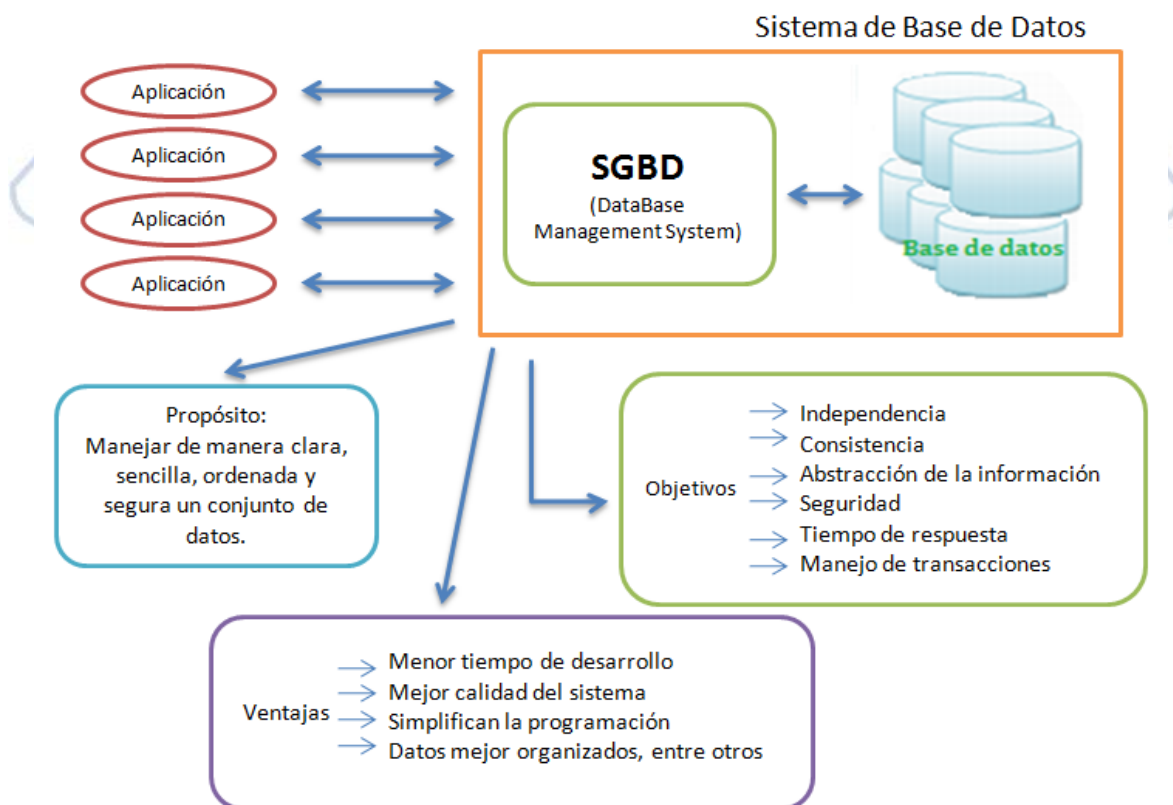 Sistema de Base de Datos
Aplicación
Aplicación
Aplicación
Aplicación
SGBD
(DataBase
Management System)
Base de datos
Propósito:
Manejar de manera clara,
sencilla, ordenada y
segura un conjunto de
datos.
Objetivos
Independencia
Consistencia
Abstracción de la información
Seguridad
Tiempo de respuesta
Manejo de transacciones
Ventajas
Menor tiempo de desarrollo
Mejor calidad del sistema
Simplifican la programación
Datos mejor organizados, entre otros